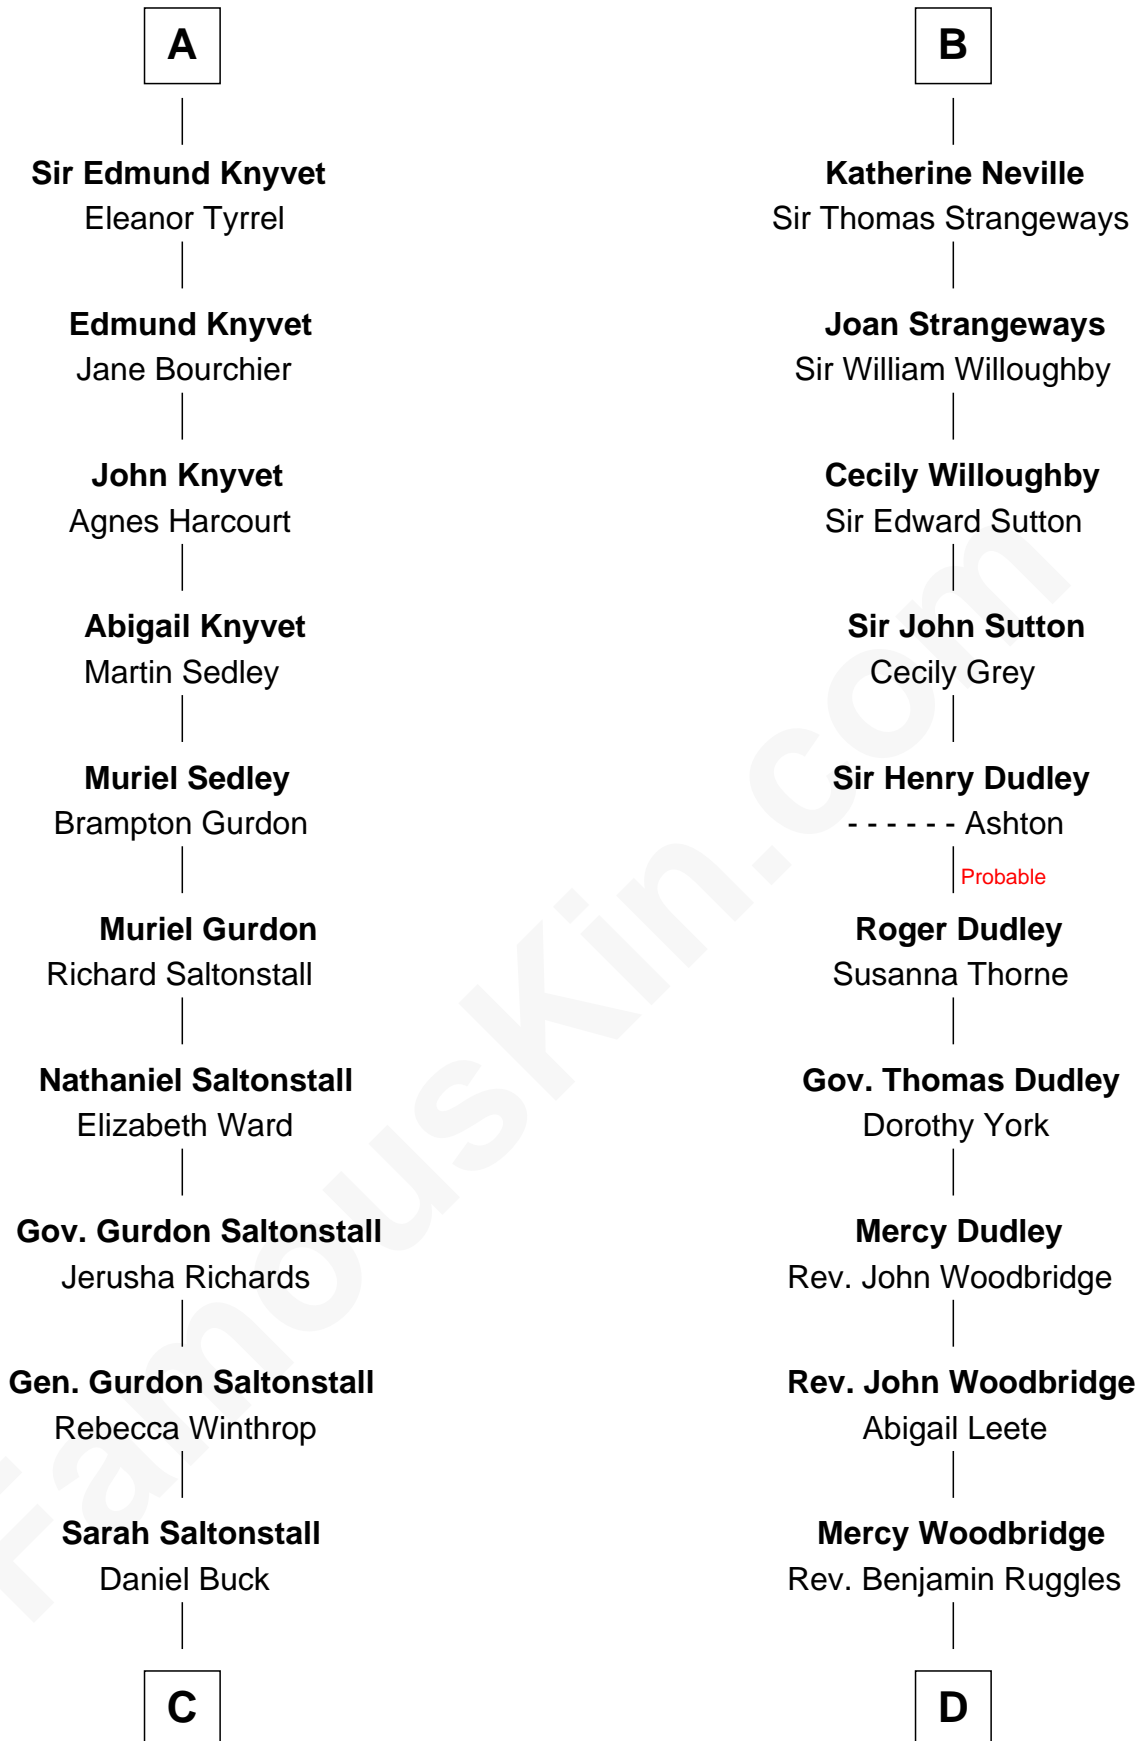 A
Sir Edmund Knyvet
Eleanor Tyrrel
Edmund Knyvet
Jane Bourchier
John Knyvet
Agnes Harcourt
Abigail Knyvet
Martin Sedley
Muriel Sedley
Brampton Gurdon
Muriel Gurdon
Richard Saltonstall
Nathaniel Saltonstall
Elizabeth Ward
Gov. Gurdon Saltonstall
Jerusha Richards
Gen. Gurdon Saltonstall
Rebecca Winthrop
Sarah Saltonstall
Daniel Buck
C
B
Katherine Neville
Sir Thomas Strangeways
Joan Strangeways
Sir William Willoughby
Cecily Willoughby
Sir Edward Sutton
Sir John Sutton
Cecily Grey
Sir Henry Dudley
- - - - - - Ashton
Probable
Roger Dudley
Susanna Thorne
Gov. Thomas Dudley
Dorothy York
Mercy Dudley
Rev. John Woodbridge
Rev. John Woodbridge
Abigail Leete
Mercy Woodbridge
Rev. Benjamin Ruggles
D
FamousKin.com